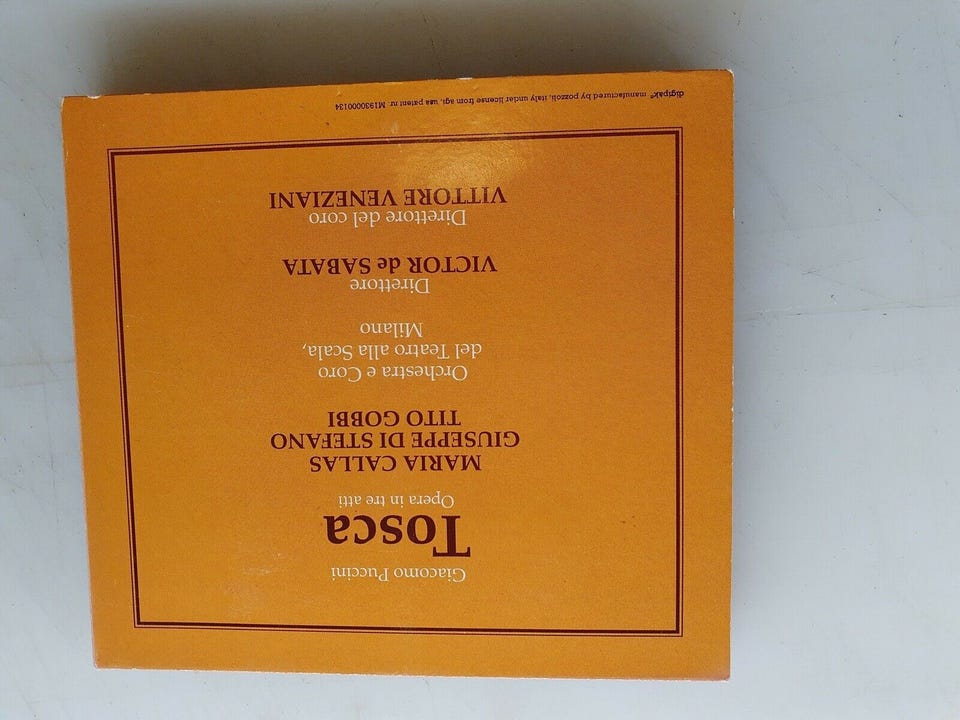 Giacomo Puccini
Tosca
Opera in tre atti
MARIA CALLAS
GIUSEPPE DI STEFANO
TITO GOBBI
Orchestra e Coro
del Teatro alla Scala,
Milano
Direttore
VICTOR de SABATA
Direttore del coro
VITTORE VENEZIANI
digipak® manufactured by pozzoli, italy under license from agi, usa patent nr. M1930000134